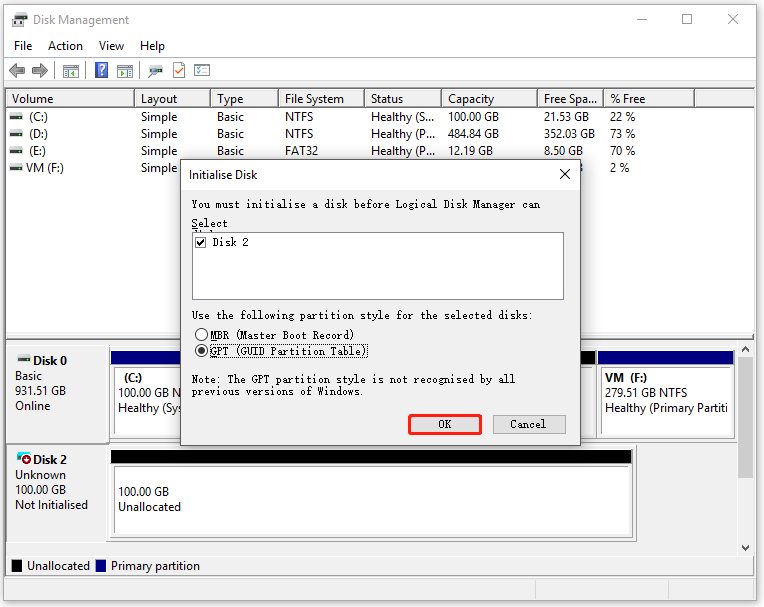 Disk Management
File Action View Help
Volume Layout Type File System Status Capacity Free Spa... % Free
(C:) Simple Basic NTFS Healthy (S... 100.00 GB 21.53 GB 22 %
(D:) Simple Basic NTFS Healthy (P... 484.84 GB 352.03 GB 73 %
(E:) Simple Basic FAT32 Healthy (P... 12.19 GB 8.50 GB 70 %
VM (F:) Simple 2 %
Initialise Disk
You must initialise a disk before Logical Disk Manager can
Select
Disk 2
Use the following partition style for the selected disks:
MBR (Master Boot Record)
GPT (GUID Partition Table)
Note: The GPT partition style is not recognised by all
previous versions of Windows.
OK Cancel
Disk 0
Basic
931.51 GB
Online
(C:)
100.00 GB N
Healthy (Sys
VM (F:)
279.51 GB NTFS
Healthy (Primary Partiti
Disk 2
Unknown
100.00 GB
Not Initialised
100.00 GB
Unallocated
Unallocated Primary partition